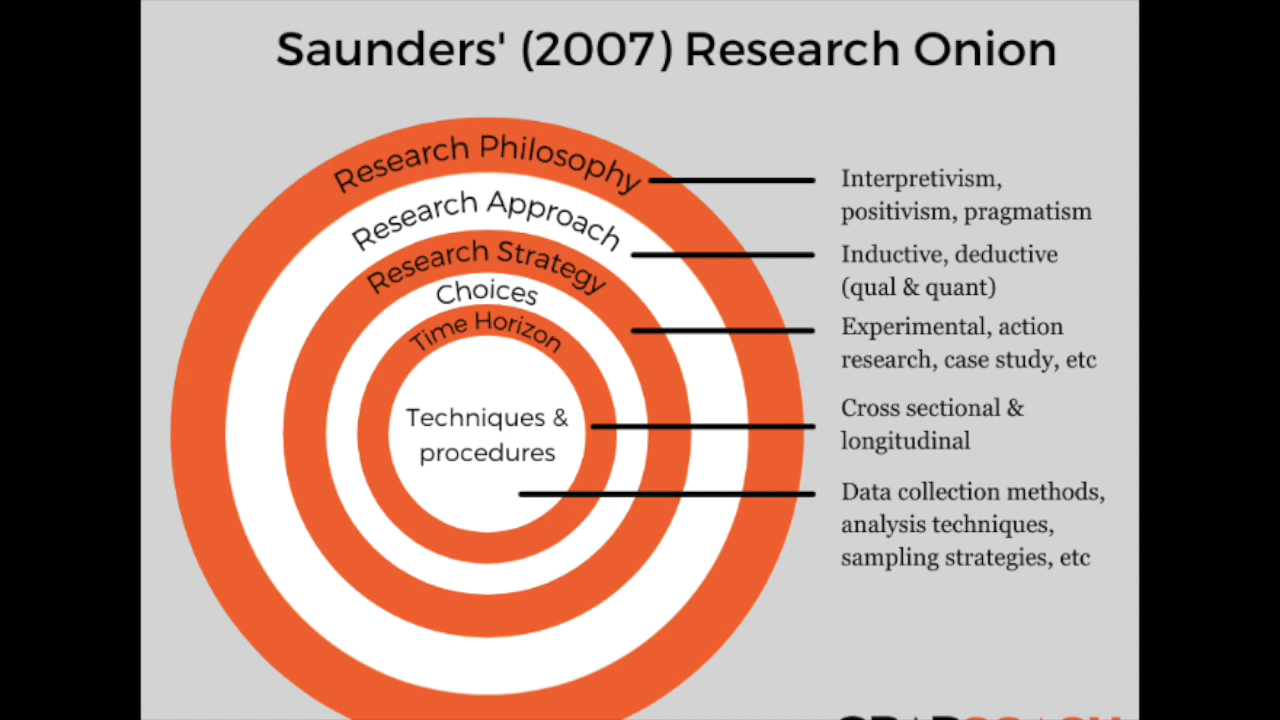 Saunders' (2007) Research Onion
Research Philosophy
Research Approach
Research Strategy
Choices
Time Horizon
Techniques &
procedures
Interpretivism,
positivism, pragmatism
Inductive, deductive
(qual & quant)
Experimental, action
research, case study, etc
Cross sectional &
longitudinal
Data collection methods,
analysis techniques,
sampling strategies, etc